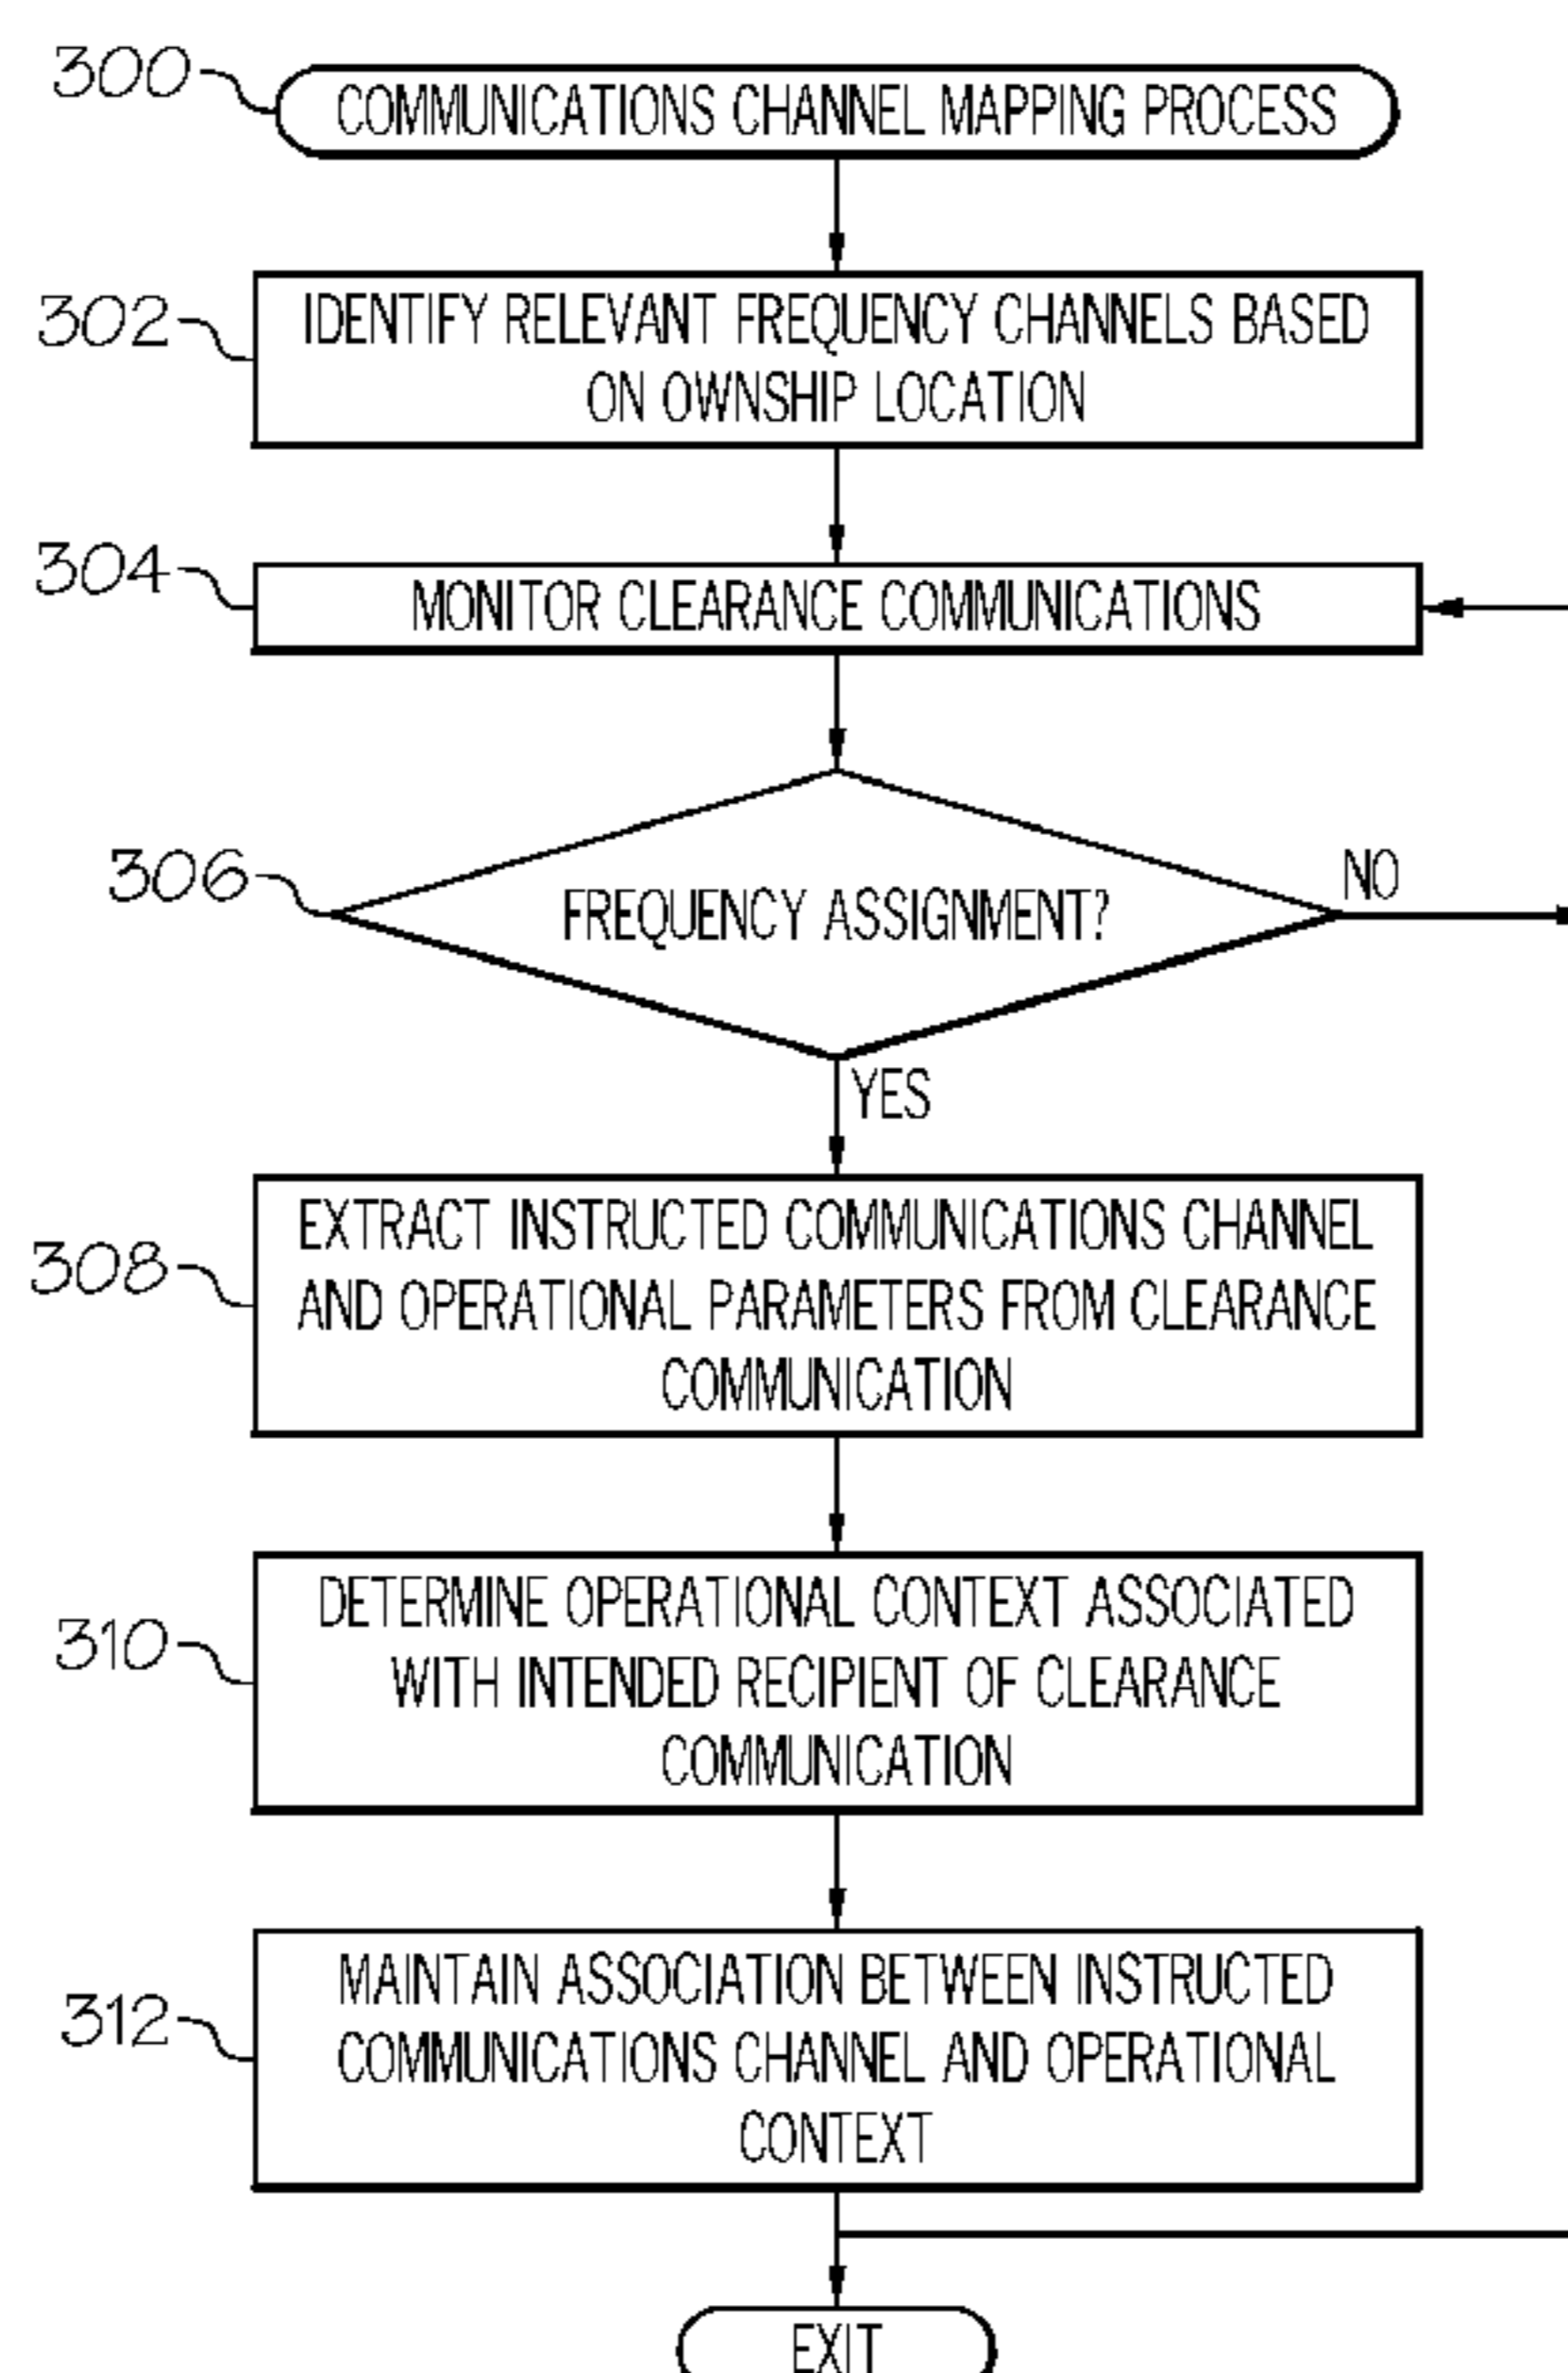 300
COMMUNICATIONS CHANNEL MAPPING PROCESS
302
IDENTIFY RELEVANT FREQUENCY CHANNELS BASED
ON OWNSHIP LOCATION
304
MONITOR CLEARANCE COMMUNICATIONS
306
FREQUENCY ASSIGNMENT?
NO
YES
308
EXTRACT INSTRUCTED COMMUNICATIONS CHANNEL
AND OPERATIONAL PARAMETERS FROM CLEARANCE
COMMUNICATION
310
DETERMINE OPERATIONAL CONTEXT ASSOCIATED
WITH INTENDED RECIPIENT OF CLEARANCE
COMMUNICATION
312
MAINTAIN ASSOCIATION BETWEEN INSTRUCTED
COMMUNICATIONS CHANNEL AND OPERATIONAL
CONTEXT
EXIT